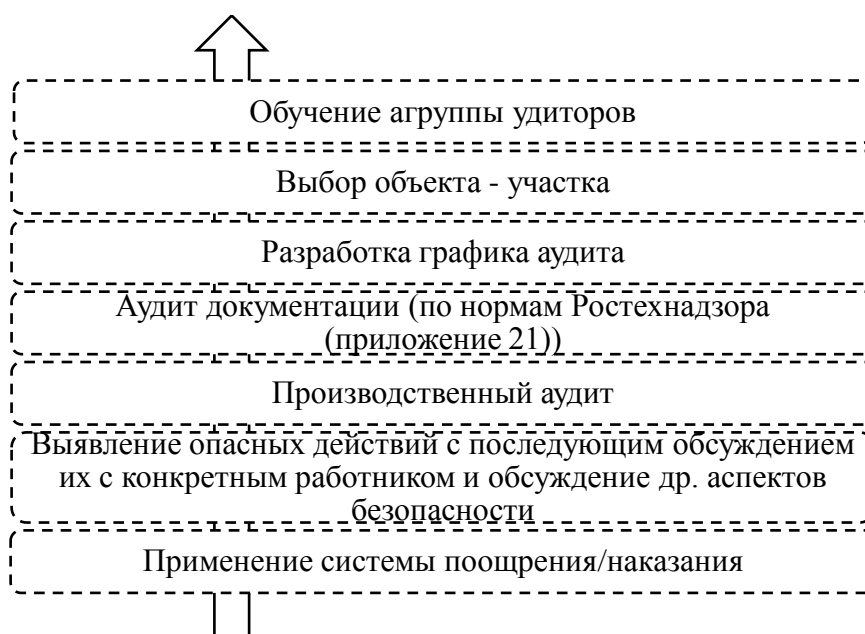 Обучение агруппы удиторов
Выбор объекта - участка
Разработка графика аудита
Аудит документации (по нормам Ростехнадзора
(приложение 21))
Производственный аудит
Выявление опасных действий с последующим обсуждением
их с конкретным работником и обсуждение др. аспектов
безопасности
Применение системы поощрения/наказания